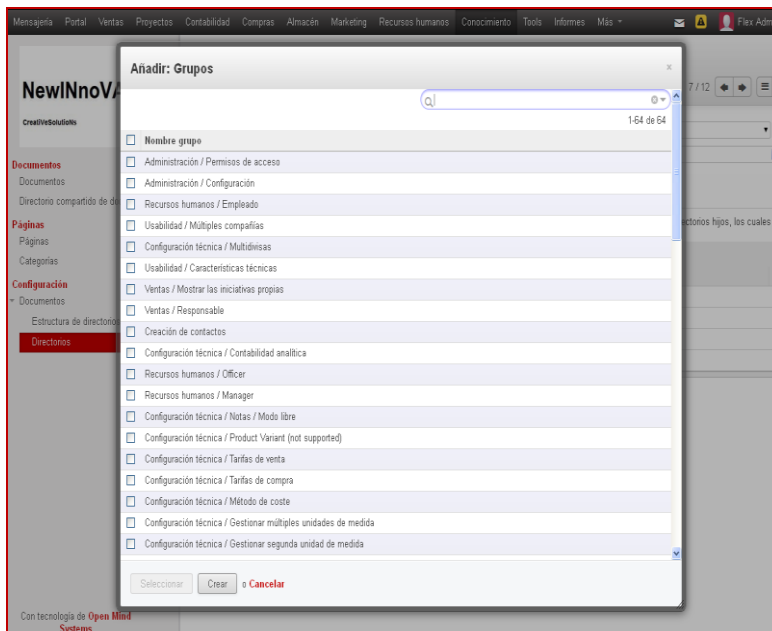 Mensajería Portal Ventas Proyectos Contabilidad Compras Almacén Marketing Recursos humanos Conocimiento Tools Informes Más Flex Adm
Añadir: Grupos
x
NewINnoVA
7 / 12
CreatiVeSolutioNs
1-64 de 64
Nombre grupo
Documentos
Documentos
Directorio compartido de do
Páginas
Páginas
Categorías
Configuración
Documentos
Estructura de directorios
Directorios
ectorios hijos, los cuales
Administración / Permisos de acceso
Administración / Configuración
Recursos humanos / Empleado
Usabilidad / Múltiples compañías
Configuración técnica / Multidivisas
Usabilidad / Características técnicas
Ventas / Mostrar las iniciativas propias
Ventas / Responsable
Creación de contactos
Configuración técnica / Contabilidad analítica
Recursos humanos / Officer
Recursos humanos / Manager
Configuración técnica / Notas / Modo libre
Configuración técnica / Product Variant (not supported)
Configuración técnica / Tarifas de venta
Configuración técnica / Tarifas de compra
Configuración técnica / Método de coste
Configuración técnica / Gestionar múltiples unidades de medida
Configuración técnica / Gestionar segunda unidad de medida
Seleccionar Crear o Cancelar
Con tecnología de Open Mind
Systems